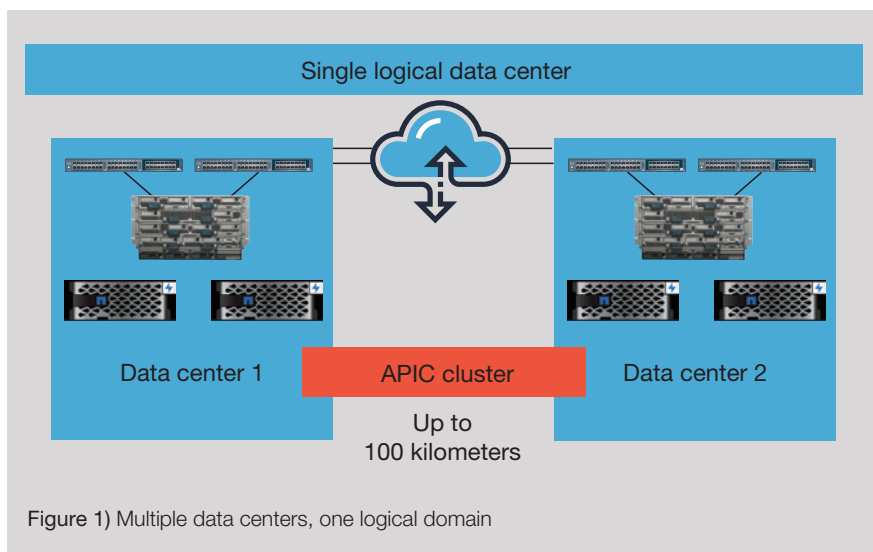 Single logical data center
Data center 1
APIC cluster
Data center 2
Up to
100 kilometers
Figure 1) Multiple data centers, one logical domain